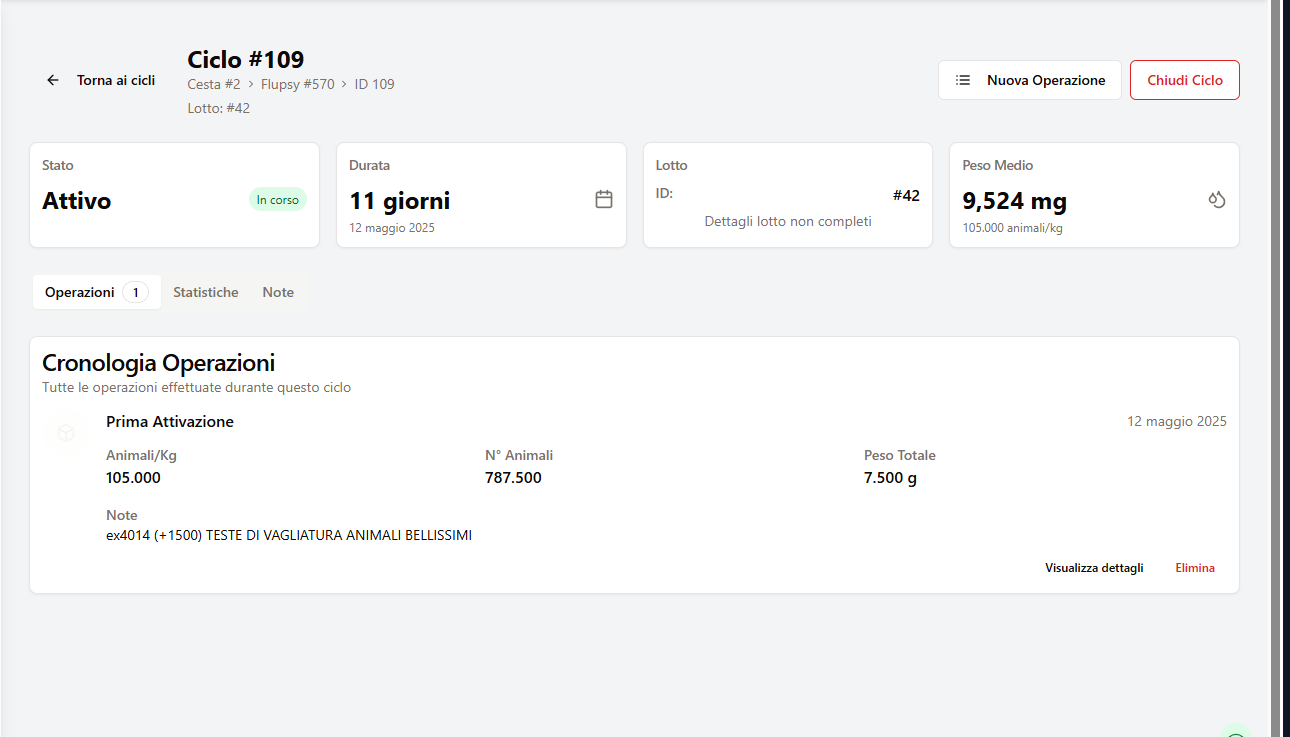 Torna ai cicli
Ciclo #109
Cesta #2 > Flupsy #570 > ID 109
Lotto: #42
Nuova Operazione
Chiudi Ciclo
Stato
Attivo
In corso
Durata
11 giorni
12 maggio 2025
Lotto
ID:
#42
Dettagli lotto non completi
Peso Medio
9,524 mg
105.000 animali/kg
Operazioni 1
Statistiche
Note
Cronologia Operazioni
Tutte le operazioni effettuate durante questo ciclo
Prima Attivazione
12 maggio 2025
Animali/Kg
105.000
N° Animali
787.500
Peso Totale
7.500 g
Note
ex4014 (+1500) TESTE DI VAGLIATURA ANIMALI BELLISSIMI
Visualizza dettagli
Elimina